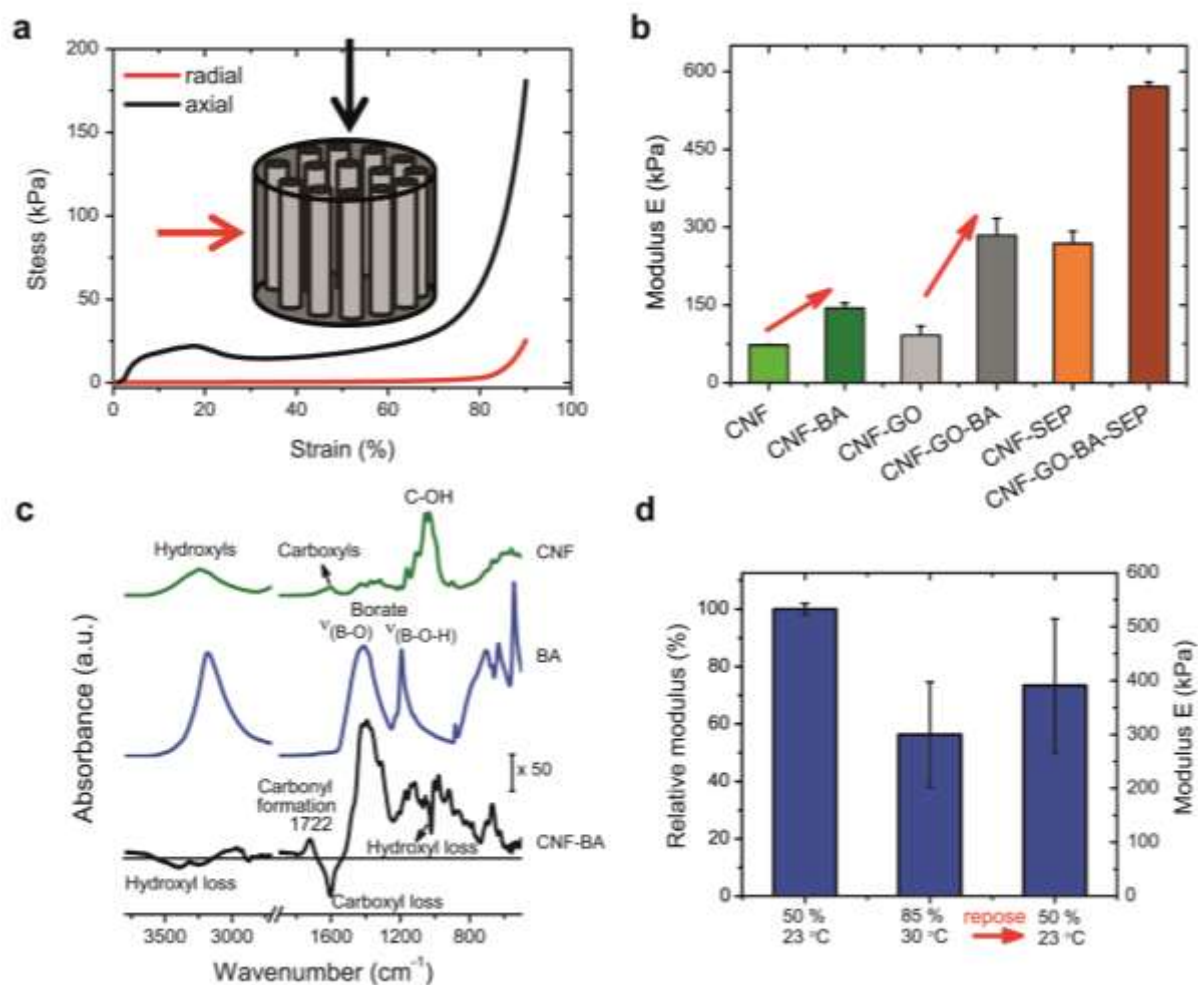 a
200
150
100
50
0
Stess (kPa)
radial
axial
0 20 40 60 80 100
Strain (%)
b
600
450
300
150
0
Modulus E (kPa)
CNF
CNF-BA
CNF-GO
CNF-GO-BA
CNF-SEP
CNF-GO-BA-SEP
c
C-OH
Hydroxyls
Carboxyls
CNF
Borate
ν(B-O)
ν(B-O-H)
BA
x 50
Carbonyl
formation
1722
Hydroxyl loss
CNF-BA
Hydroxyl loss
Carboxyl loss
Absorbance (a.u.)
3500 3000 1600 1200 800
Wavenumber (cm-1)
d
100
80
60
40
20
0
Relative modulus (%)
600
500
400
300
200
100
0
Modulus E (kPa)
50 % 85 % repose 50 %
23 °C 30 °C 23 °C